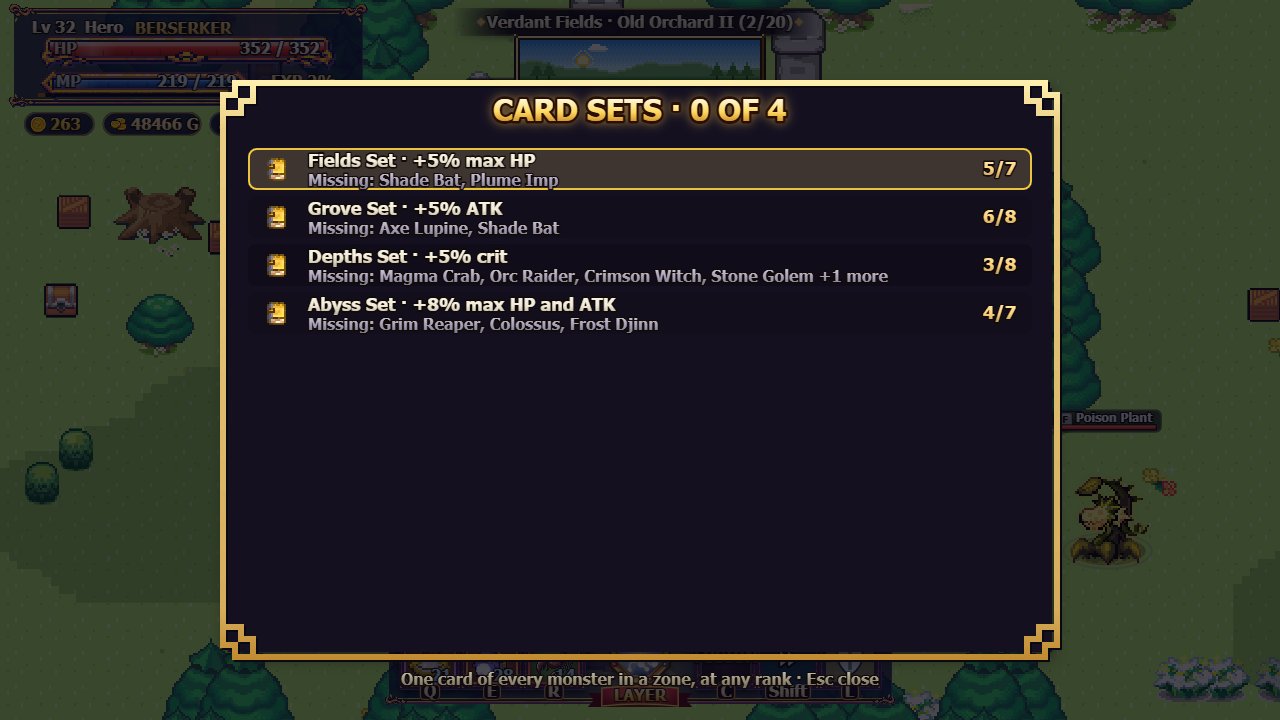 Lv 32 Hero BERSERKER
HP 352 / 352
MP 219 / 219
263
48466 G
Verdant Fields · Old Orchard II (2/20)
CARD SETS · 0 OF 4
Fields Set · +5% max HP
Missing: Shade Bat, Plume Imp
5/7
Grove Set · +5% ATK
Missing: Axe Lupine, Shade Bat
6/8
Depths Set · +5% crit
Missing: Magma Crab, Orc Raider, Crimson Witch, Stone Golem +1 more
3/8
Abyss Set · +8% max HP and ATK
Missing: Grim Reaper, Colossus, Frost Djinn
4/7
Poison Plant
One card of every monster in a zone, at any rank · Esc close
Q E R LAYER C Shift L